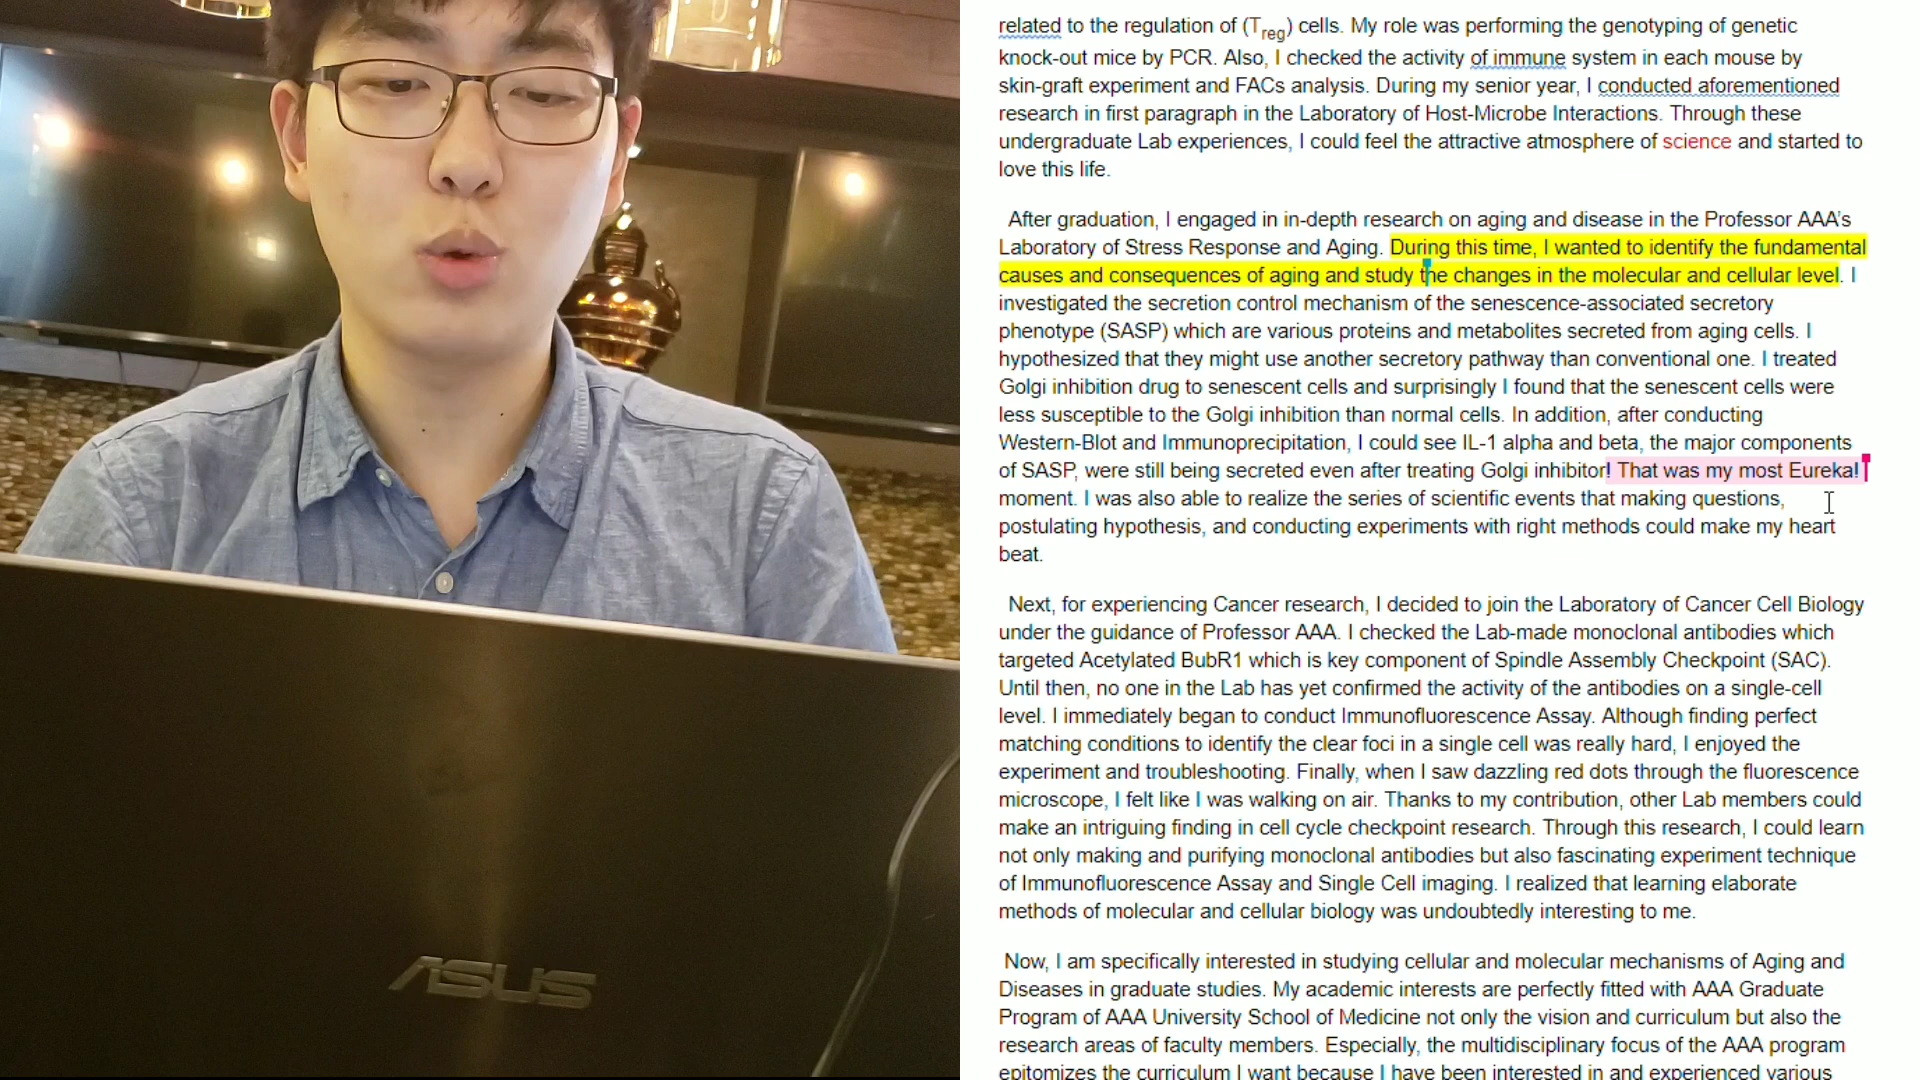 related to the regulation of (Treg) cells. My role was performing the genotyping of genetic
knock-out mice by PCR. Also, I checked the activity of immune system in each mouse by
skin-graft experiment and FACs analysis. During my senior year, I conducted aforementioned
research in first paragraph in the Laboratory of Host-Microbe Interactions. Through these
undergraduate Lab experiences, I could feel the attractive atmosphere of science and started to
love this life.
After graduation, I engaged in in-depth research on aging and disease in the Professor AAA's
Laboratory of Stress Response and Aging. During this time, I wanted to identify the fundamental
causes and consequences of aging and study the changes in the molecular and cellular level. I
investigated the secretion control mechanism of the senescence-associated secretory
phenotype (SASP) which are various proteins and metabolites secreted from aging cells. I
hypothesized that they might use another secretory pathway than conventional one. I treated
Golgi inhibition drug to senescent cells and surprisingly I found that the senescent cells were
less susceptible to the Golgi inhibition than normal cells. In addition, after conducting
Western-Blot and Immunoprecipitation, I could see IL-1 alpha and beta, the major components
of SASP, were still being secreted even after treating Golgi inhibitor! That was my most Eureka!
moment. I was also able to realize the series of scientific events that making questions,
postulating hypothesis, and conducting experiments with right methods could make my heart
beat.
Next, for experiencing Cancer research, I decided to join the Laboratory of Cancer Cell Biology
under the guidance of Professor AAA. I checked the Lab-made monoclonal antibodies which
targeted Acetylated BubR1 which is key component of Spindle Assembly Checkpoint (SAC).
Until then, no one in the Lab has yet confirmed the activity of the antibodies on a single-cell
level. I immediately began to conduct Immunofluorescence Assay. Although finding perfect
matching conditions to identify the clear foci in a single cell was really hard, I enjoyed the
experiment and troubleshooting. Finally, when I saw dazzling red dots through the fluorescence
microscope, I felt like I was walking on air. Thanks to my contribution, other Lab members could
make an intriguing finding in cell cycle checkpoint research. Through this research, I could learn
not only making and purifying monoclonal antibodies but also fascinating experiment technique
of Immunofluorescence Assay and Single Cell imaging. I realized that learning elaborate
methods of molecular and cellular biology was undoubtedly interesting to me.
Now, I am specifically interested in studying cellular and molecular mechanisms of Aging and
Diseases in graduate studies. My academic interests are perfectly fitted with AAA Graduate
Program of AAA University School of Medicine not only the vision and curriculum but also the
research areas of faculty members. Especially, the multidisciplinary focus of the AAA program
epitomizes the curriculum I want because I have been interested in and experienced various
ASUS